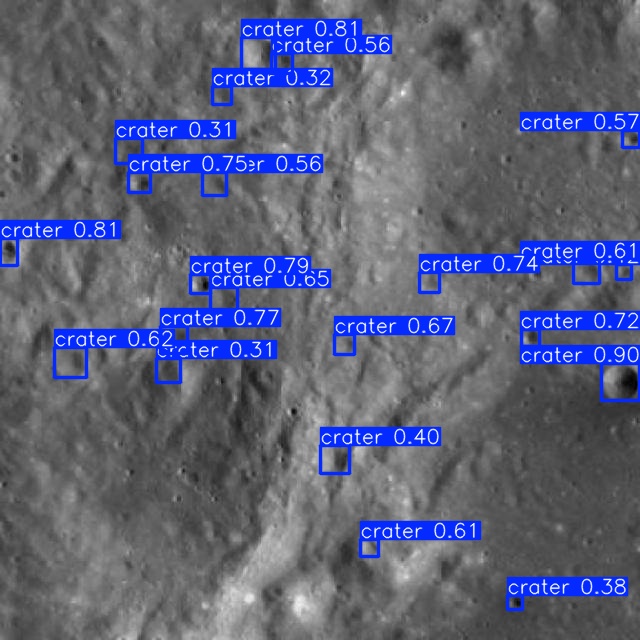 crater 0.81
crater 0.56
crater 0.32
crater 0.57
crater 0.31
crater 0.75
er 0.56
crater 0.81
crater 0.61
crater 0.74
crater 0.79
crater 0.65
crater 0.77
crater 0.72
crater 0.67
crater 0.62
crater 0.31
crater 0.90
crater 0.40
crater 0.61
crater 0.38